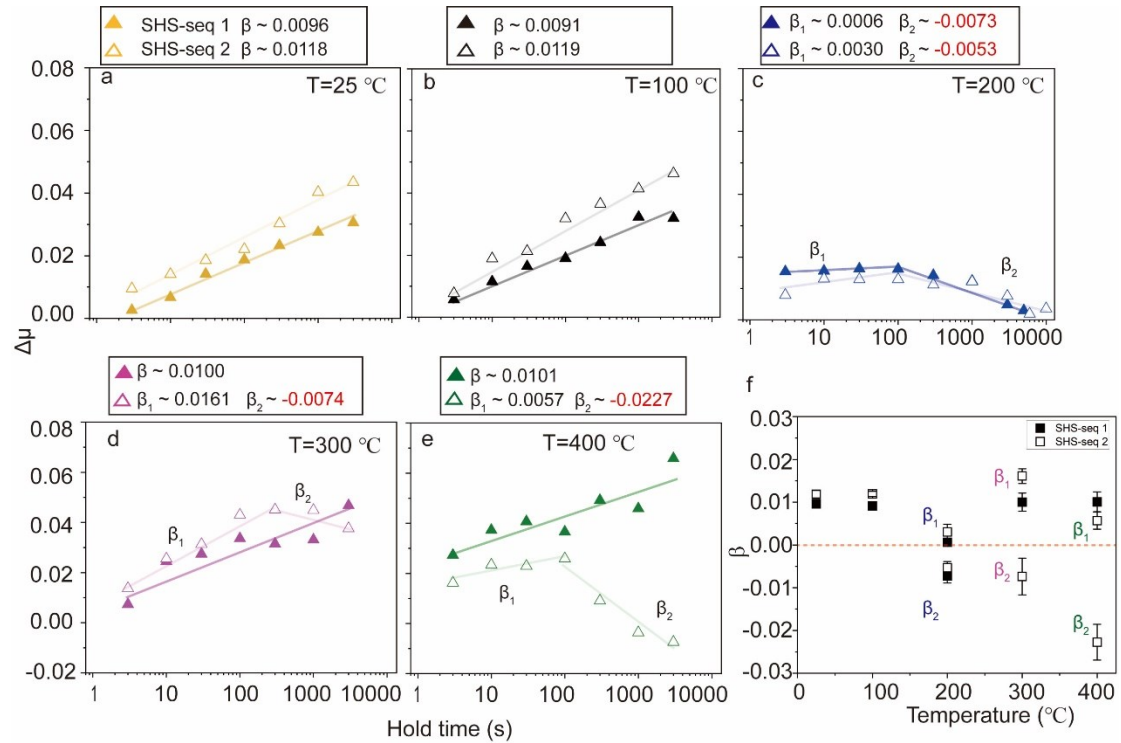 SHS-seq 1 β ~ 0.0096
SHS-seq 2 β ~ 0.0118
β ~ 0.0091
β ~ 0.0119
β1 ~ 0.0006 β2 ~ -0.0073
β1 ~ 0.0030 β2 ~ -0.0053
a T=25 ℃
b T=100 ℃
c T=200 ℃
0.08
0.06
0.04
0.02
0.00
β1
β2
1 10 100 1000 10000
Δμ
β ~ 0.0100
β1 ~ 0.0161 β2 ~ -0.0074
β ~ 0.0101
β1 ~ 0.0057 β2 ~ -0.0227
d T=300 ℃
e T=400 ℃
0.08
0.06
0.04
0.02
0.00
-0.02
β1
β2
β1
β2
1 10 100 1000 10000
1 10 100 1000 10000
Hold time (s)
f
SHS-seq 1
SHS-seq 2
0.03
0.02
0.01
0.00
-0.01
-0.02
-0.03
β
β1
β2
β1
β2
β1
β2
0 100 200 300 400
Temperature (℃)